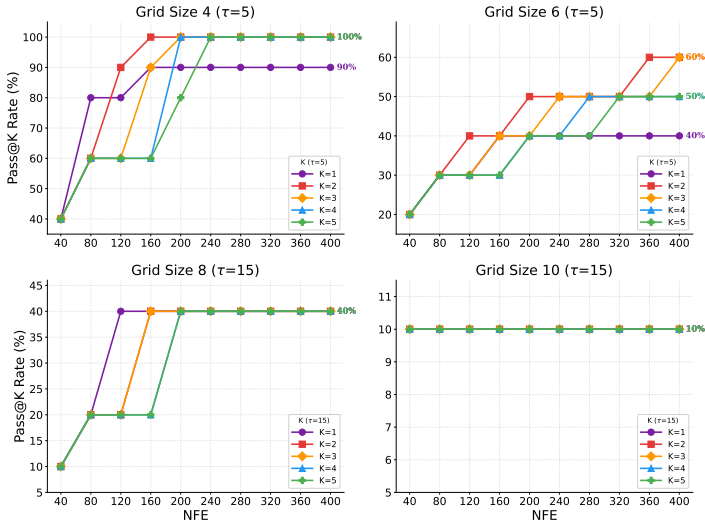 Grid Size 4 (τ=5)
Pass@K Rate (%)
100
90
80
70
60
50
40
100%
90%
K (τ=5)
K=1
K=2
K=3
K=4
K=5
40 80 120 160 200 240 280 320 360 400
Grid Size 6 (τ=5)
60
50
40
30
20
60%
50%
40%
K (τ=5)
K=1
K=2
K=3
K=4
K=5
40 80 120 160 200 240 280 320 360 400
Grid Size 8 (τ=15)
Pass@K Rate (%)
45
40
35
30
25
20
15
10
5
40%
K (τ=15)
K=1
K=2
K=3
K=4
K=5
40 80 120 160 200 240 280 320 360 400
NFE
Grid Size 10 (τ=15)
11
10
9
8
7
6
5
10%
K (τ=15)
K=1
K=2
K=3
K=4
K=5
40 80 120 160 200 240 280 320 360 400
NFE